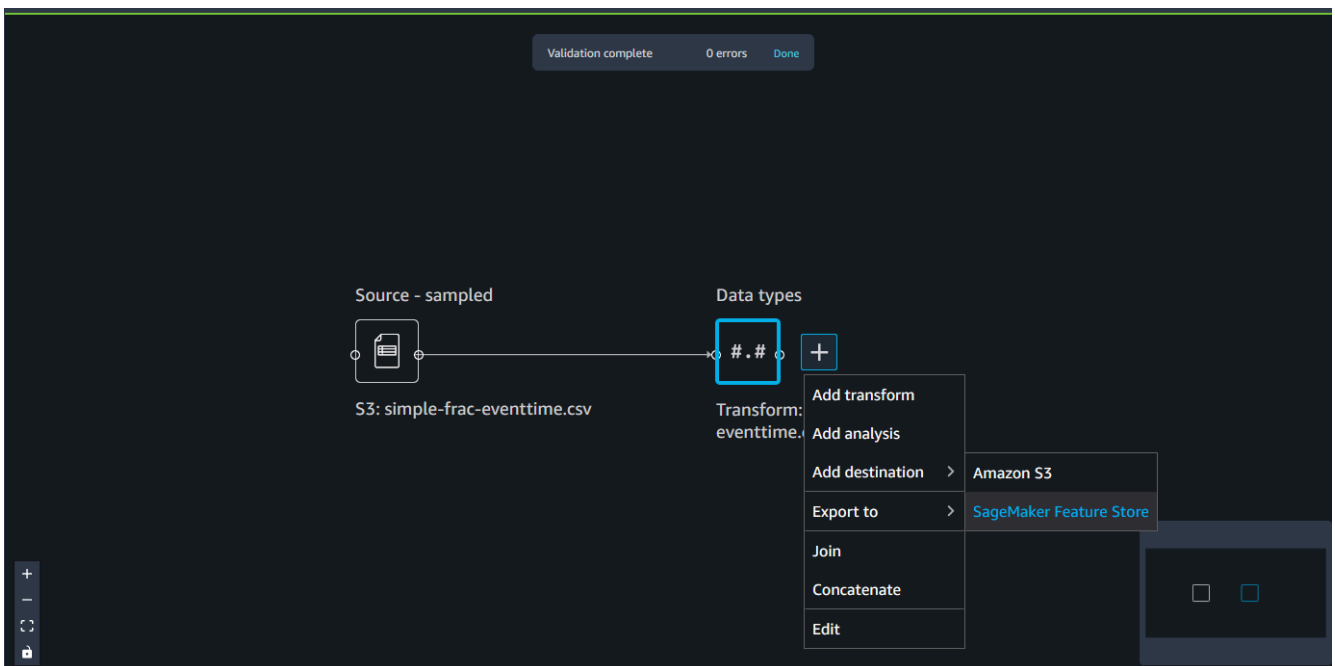 Validation complete 0 errors Done
Source - sampled
Data types
#.#
S3: simple-frac-eventtime.csv
Transform:
eventtime.
Add transform
Add analysis
Add destination
Amazon S3
Export to
SageMaker Feature Store
Join
Concatenate
Edit